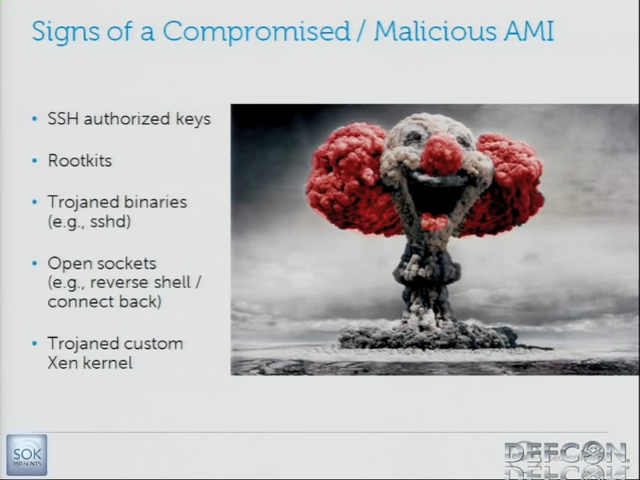 Signs of a Compromised / Malicious AMI
• SSH authorized keys
• Rootkits
• Trojaned binaries
(e.g., sshd)
• Open sockets
(e.g., reverse shell /
connect back)
• Trojaned custom
Xen kernel
SOK
PRESENTS
DEFCON